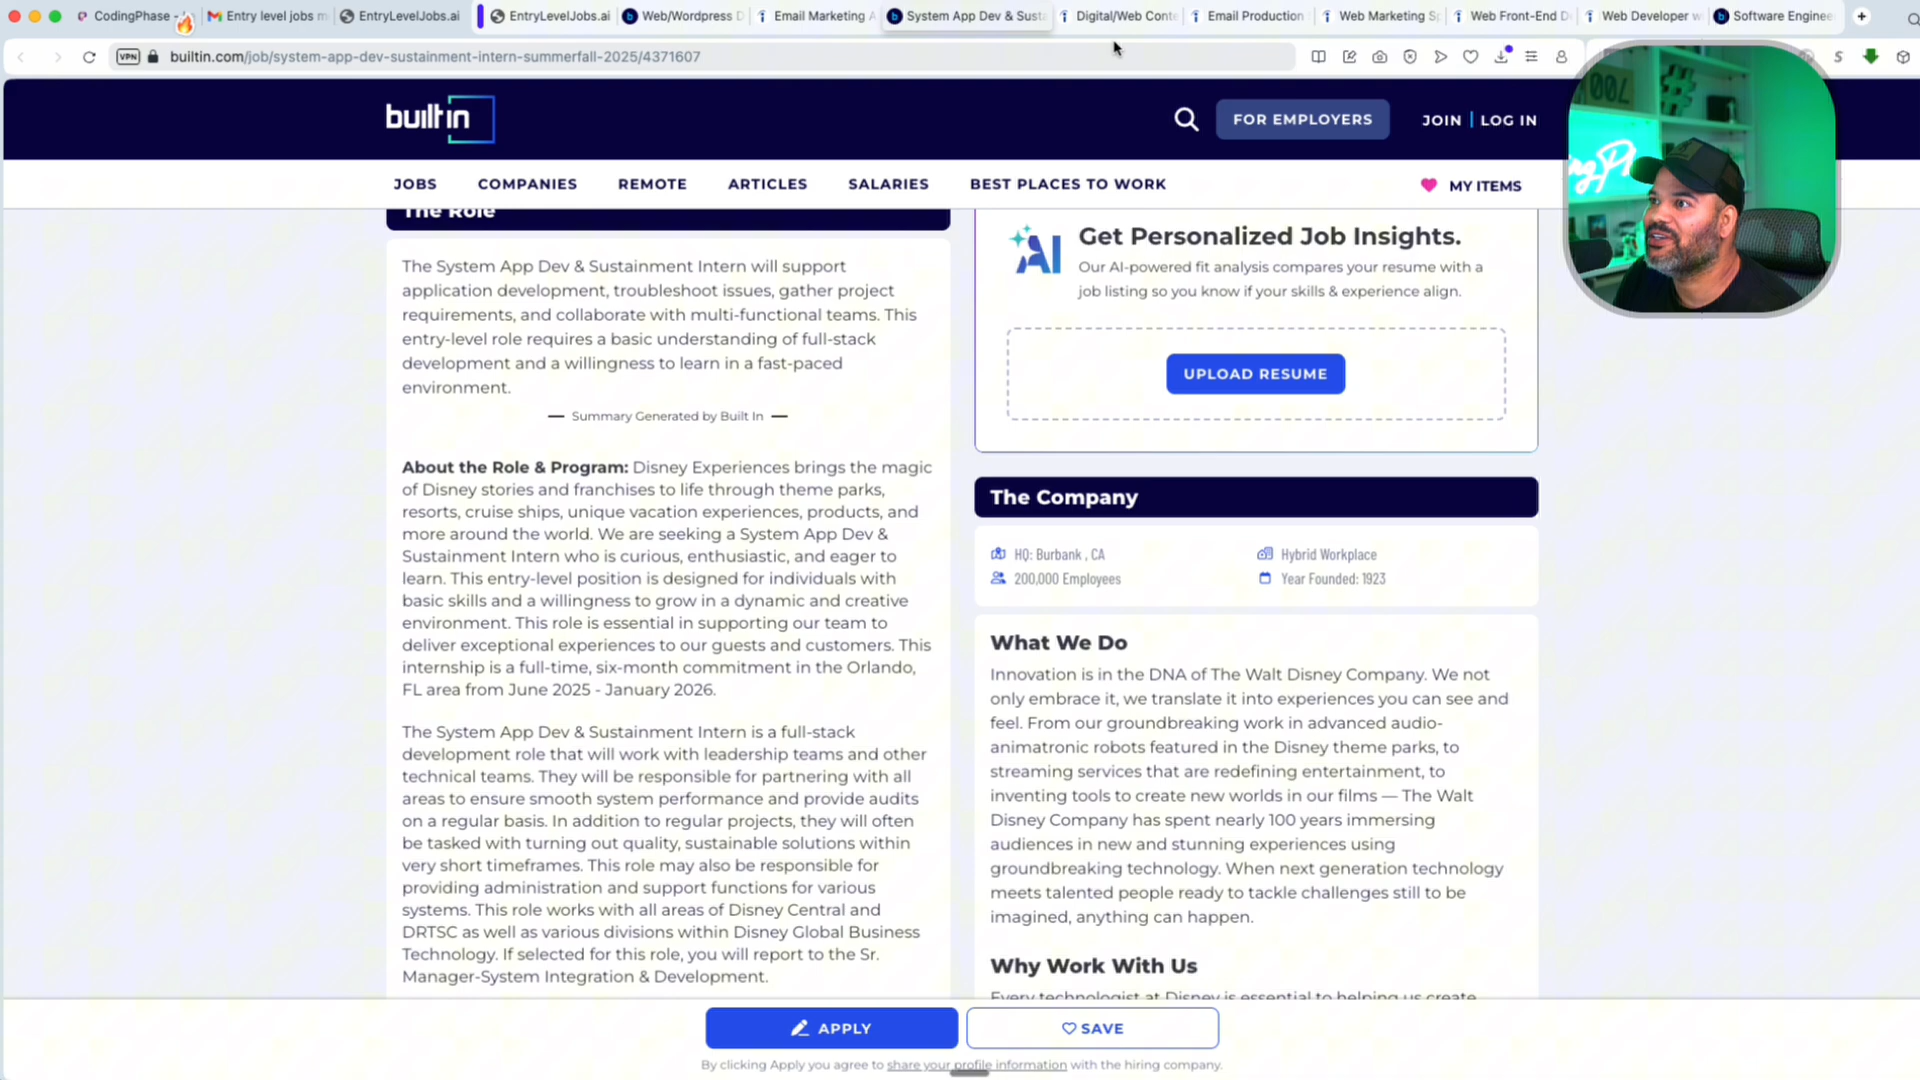 CodingPhase -
Entry level jobs m
EntryLevelJobs.ai
EntryLevelJobs.ai
Web/Wordpress D
Email Marketing A
System App Dev & Susta
Digital/Web Conte
Email Production
Web Marketing Sp
Web Front-End D
Web Developer w
Software Enginee
VPN
builtin.com/job/system-app-dev-sustainment-intern-summerfall-2025/4371607
builtin
FOR EMPLOYERS
JOIN | LOG IN
JOBS
COMPANIES
REMOTE
ARTICLES
SALARIES
BEST PLACES TO WORK
MY ITEMS
The Role
The System App Dev & Sustainment Intern will support
application development, troubleshoot issues, gather project
requirements, and collaborate with multi-functional teams. This
entry-level role requires a basic understanding of full-stack
development and a willingness to learn in a fast-paced
environment.
Summary Generated by Built In
About the Role & Program: Disney Experiences brings the magic
of Disney stories and franchises to life through theme parks,
resorts, cruise ships, unique vacation experiences, products, and
more around the world. We are seeking a System App Dev &
Sustainment Intern who is curious, enthusiastic, and eager to
learn. This entry-level position is designed for individuals with
basic skills and a willingness to grow in a dynamic and creative
environment. This role is essential in supporting our team to
deliver exceptional experiences to our guests and customers. This
internship is a full-time, six-month commitment in the Orlando,
FL area from June 2025 - January 2026.
The System App Dev & Sustainment Intern is a full-stack
development role that will work with leadership teams and other
technical teams. They will be responsible for partnering with all
areas to ensure smooth system performance and provide audits
on a regular basis. In addition to regular projects, they will often
be tasked with turning out quality, sustainable solutions within
very short timeframes. This role may also be responsible for
providing administration and support functions for various
systems. This role works with all areas of Disney Central and
DRTSC as well as various divisions within Disney Global Business
Technology. If selected for this role, you will report to the Sr.
Manager-System Integration & Development.
AI
Get Personalized Job Insights.
Our AI-powered fit analysis compares your resume with a
job listing so you know if your skills & experience align.
UPLOAD RESUME
The Company
HQ: Burbank , CA
Hybrid Workplace
200,000 Employees
Year Founded: 1923
What We Do
Innovation is in the DNA of The Walt Disney Company. We not
only embrace it, we translate it into experiences you can see and
feel. From our groundbreaking work in advanced audio-
animatronic robots featured in the Disney theme parks, to
streaming services that are redefining entertainment, to
inventing tools to create new worlds in our films — The Walt
Disney Company has spent nearly 100 years immersing
audiences in new and stunning experiences using
groundbreaking technology. When next generation technology
meets talented people ready to tackle challenges still to be
imagined, anything can happen.
Why Work With Us
Every technologist at Disney is essential to helping us create
APPLY
SAVE
By clicking Apply you agree to share your profile information with the hiring company.